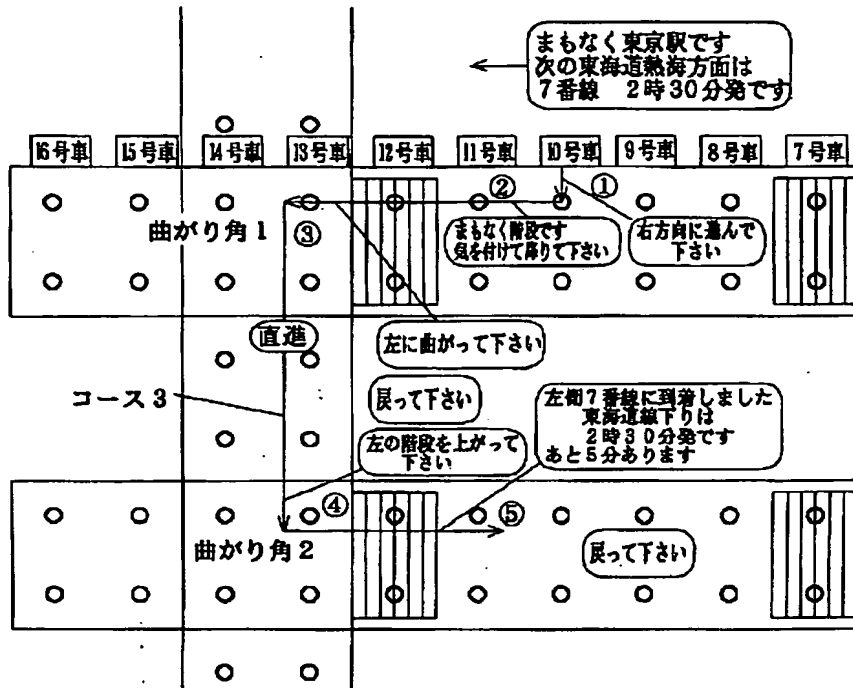 まもなく東京駅です
次の東海道熱海方面は
7番線 2時30分発です
16号車
15号車
14号車
13号車
12号車
11号車
10号車
9号車
8号車
7号車
②
①
曲がり角1
③
まもなく階段です
気を付けて降りて下さい
右方向に進んで
下さい
直進
左に曲がって下さい
コース3
戻って下さい
左側7番線に到着しました
東海道線下りは
2時30分発です
あと5分あります
左の階段を上がって
下さい
④
⑤
曲がり角2
戻って下さい